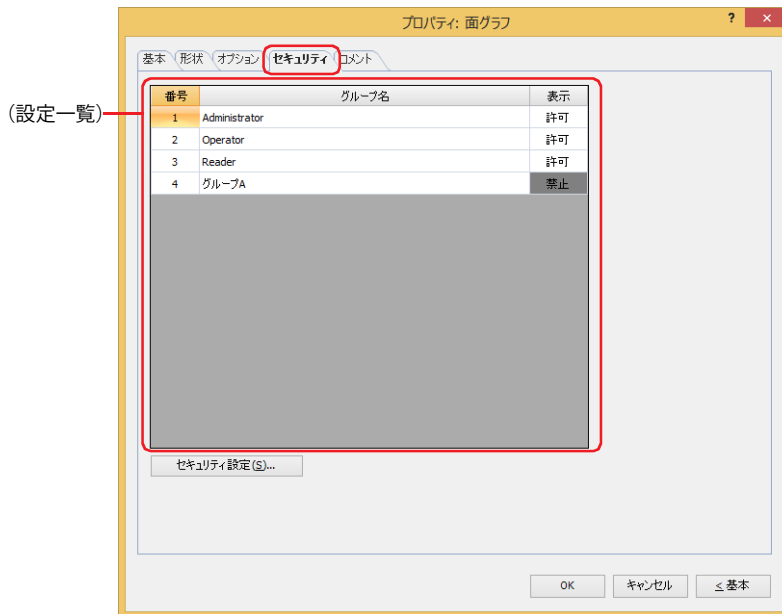 プロパティ: 面グラフ ? ×
基本 形状 オプション セキュリティ コメント
(設定一覧)
番号 グループ名 表示
1 Administrator 許可
2 Operator 許可
3 Reader 許可
4 グループA 禁止
セキュリティ設定(S)...
OK キャンセル < 基本